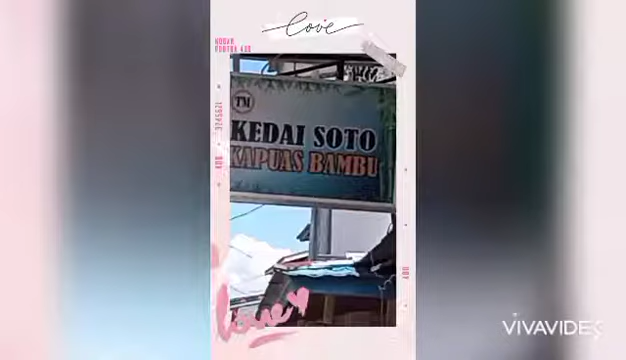 love
TM
KEDAI SOTO
KAPUAS BAMBU
love
VIVAVIDEO